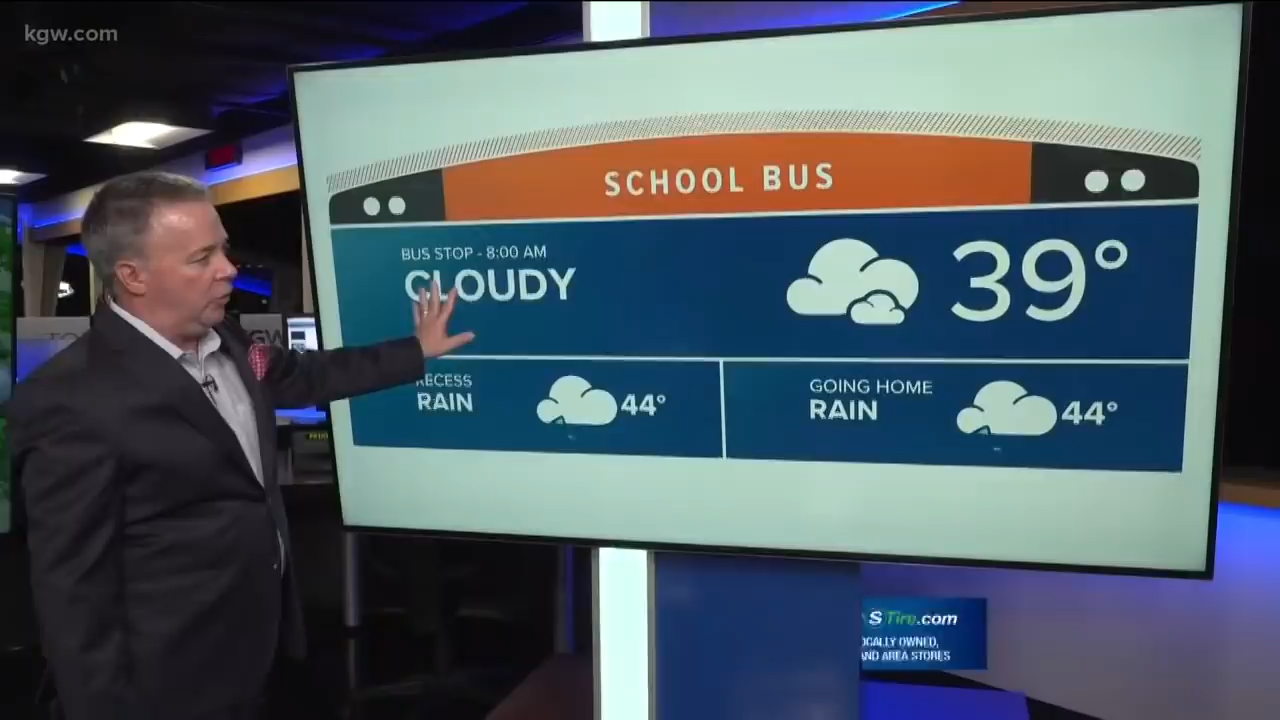 kgw.com
SCHOOL BUS
BUS STOP - 8:00 AM
CLOUDY
39°
RECESS
RAIN
44°
GOING HOME
RAIN
44°
STire.com
OCALLY OWNED,
AND AREA STORES